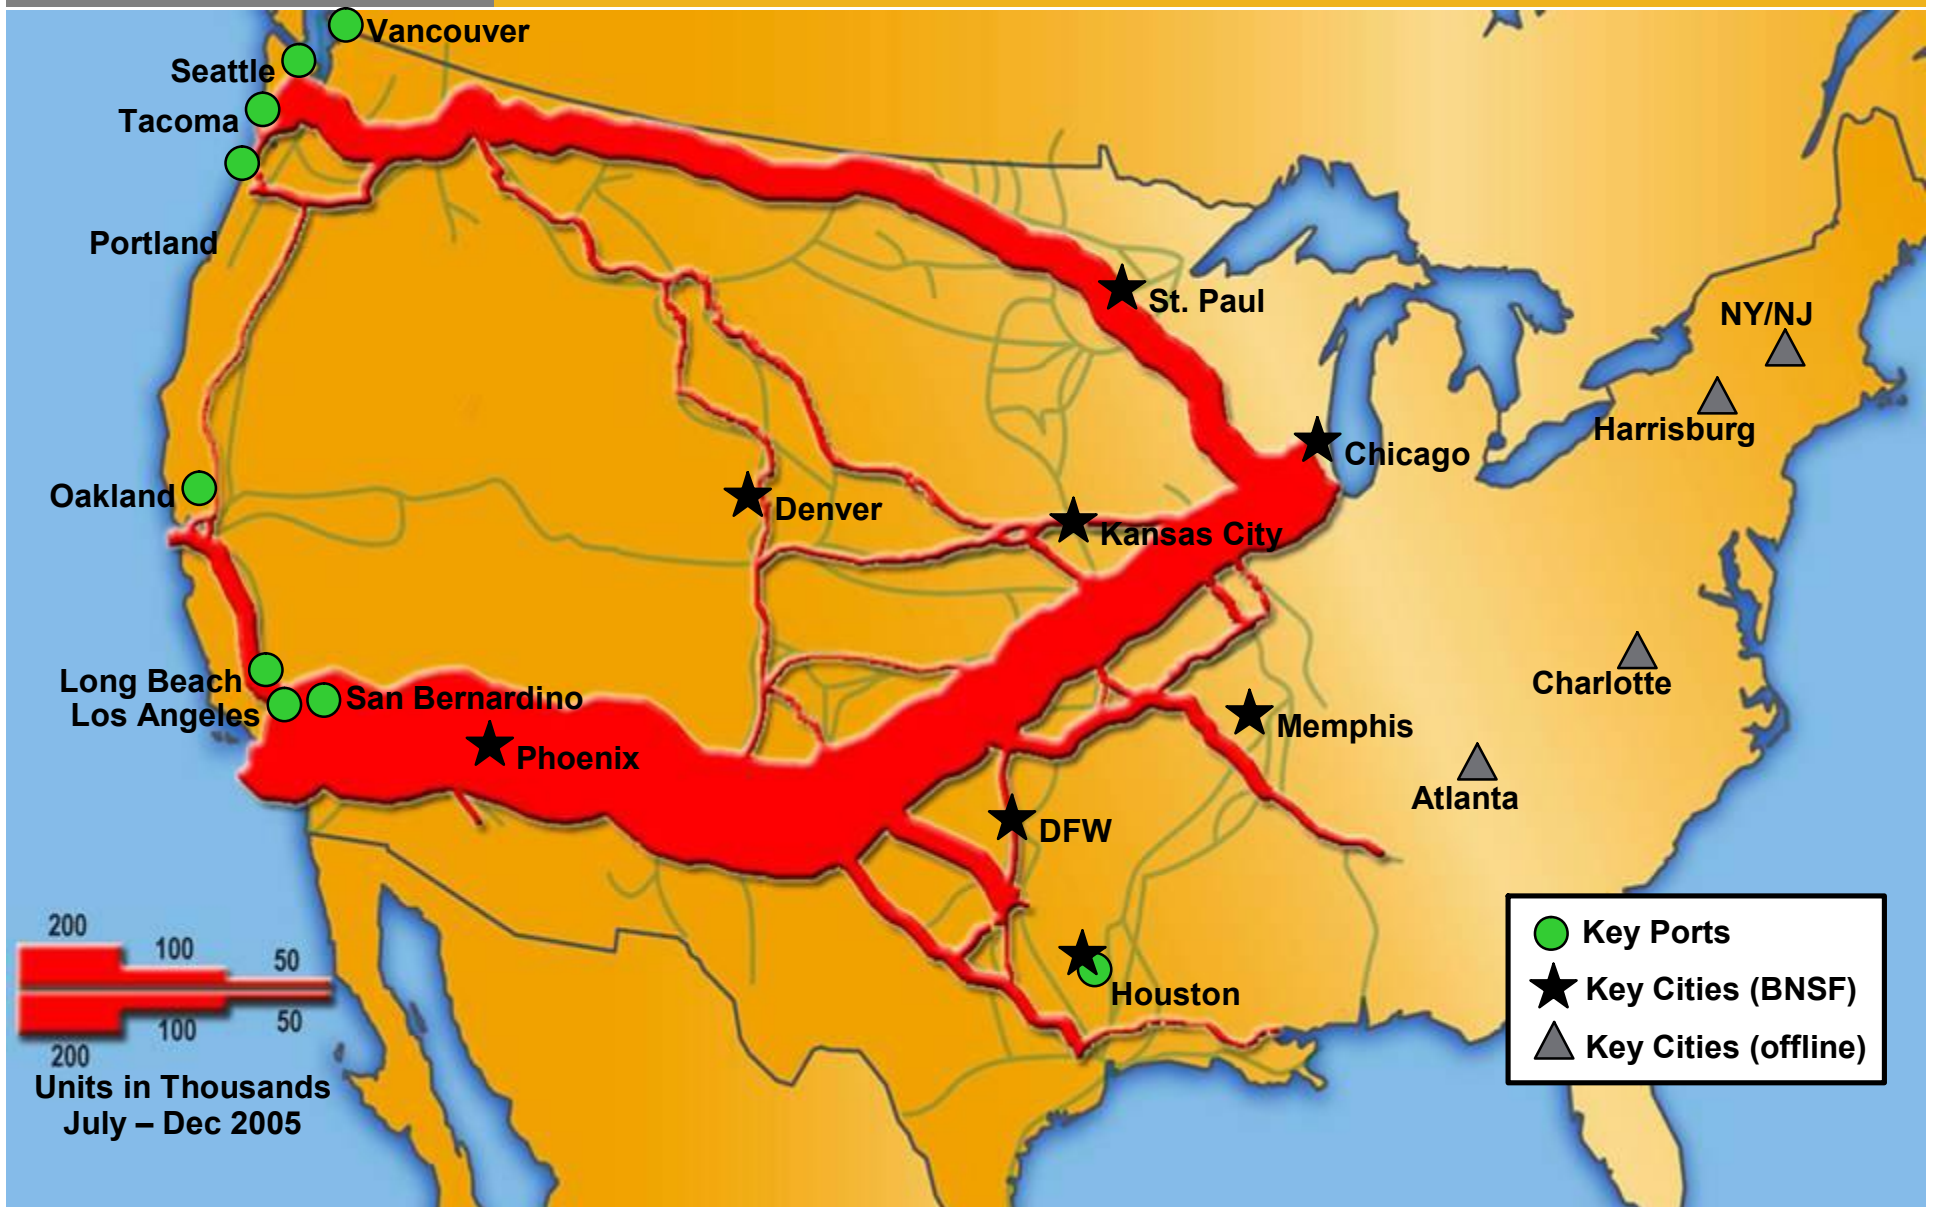 Vancouver
Seattle
Tacoma
Portland
St. Paul
NY/NJ
Harrisburg
Chicago
Oakland
Denver
Kansas City
Long Beach
Los Angeles
San Bernardino
Phoenix
Memphis
Charlotte
Atlanta
DFW
Houston
200
100
50
200
100
50
Units in Thousands
July – Dec 2005
Key Ports
Key Cities (BNSF)
Key Cities (offline)